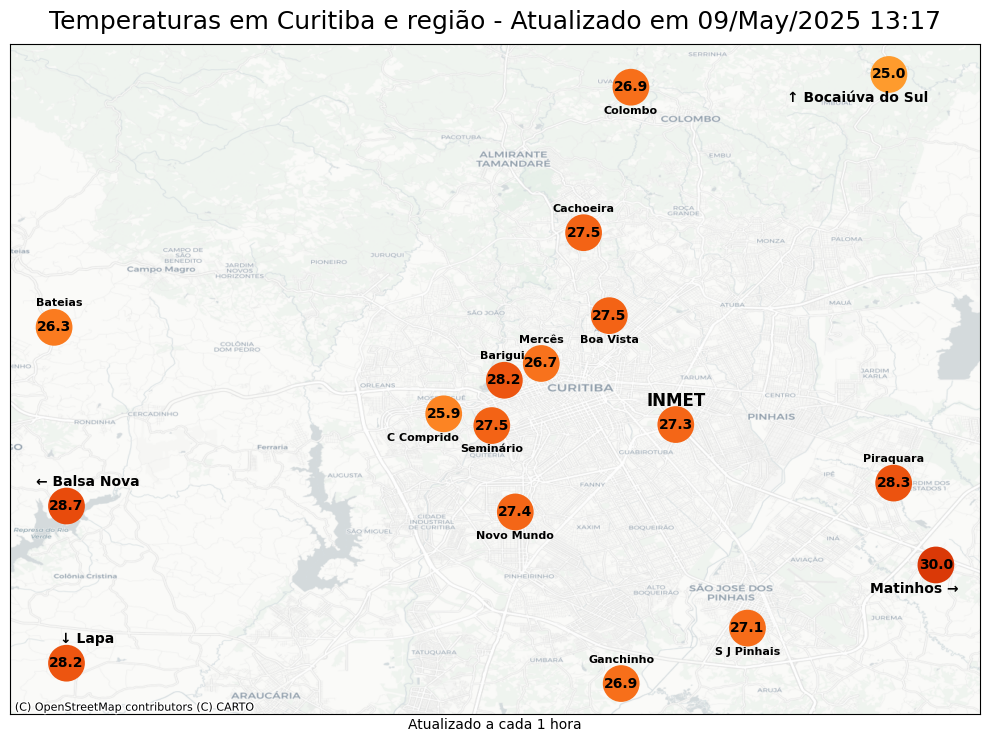 Temperaturas em Curitiba e região - Atualizado em 09/May/2025 13:17
SERRINHA
25.0
26.9
↑ Bocaiúva do Sul
Colombo
COLOMBO
PACOTUBA
ALMIRANTE
TAMANDARÉ
EMBU
Cachoeira
ROÇA
GRANDE
27.5
MONZA
PALOMA
CAMPO DE
SÃO
BENEDITO
JURUQUI
PIONEIRO
Campo Magro
JARDIM
NOVOS
HORIZONTES
Bateias
26.3
ATUBA
MAUÁ
SÃO JOÃO
27.5
Boa Vista
COLÔNIA
DOM PEDRO
Mercês
26.7
Barigui
28.2
CURITIBA
ORLEANS
TARUMÃ
JARDIM
KARLA
CENTRO
INMET
27.3
PINHAIS
25.9
C Comprido
27.5
Seminário
CERCADINHO
RONDINHA
Ferraria
GUABIROTUBA
Piraquara
28.3
IPÊ
AUGUSTA
FANNY
← Balsa Nova
28.7
27.4
Novo Mundo
CIDADE
INDUSTRIAL
DE CURITIBA
SÃO MIGUEL
XAXIM
BOQUEIRÃO
INÁ
Represa do Rio
Verde
AVIAÇÃO
30.0
Matinhos →
Colônia Cristina
PINHEIRINHO
ALTO
BOQUEIRÃO
SÃO JOSÉ DOS
PINHAIS
JUREMA
27.1
S J Pinhais
↓ Lapa
28.2
TATUQUARA
UMBARÁ
Ganchinho
26.9
ARAUCÁRIA
ARUJÁ
(C) OpenStreetMap contributors (C) CARTO
Atualizado a cada 1 hora